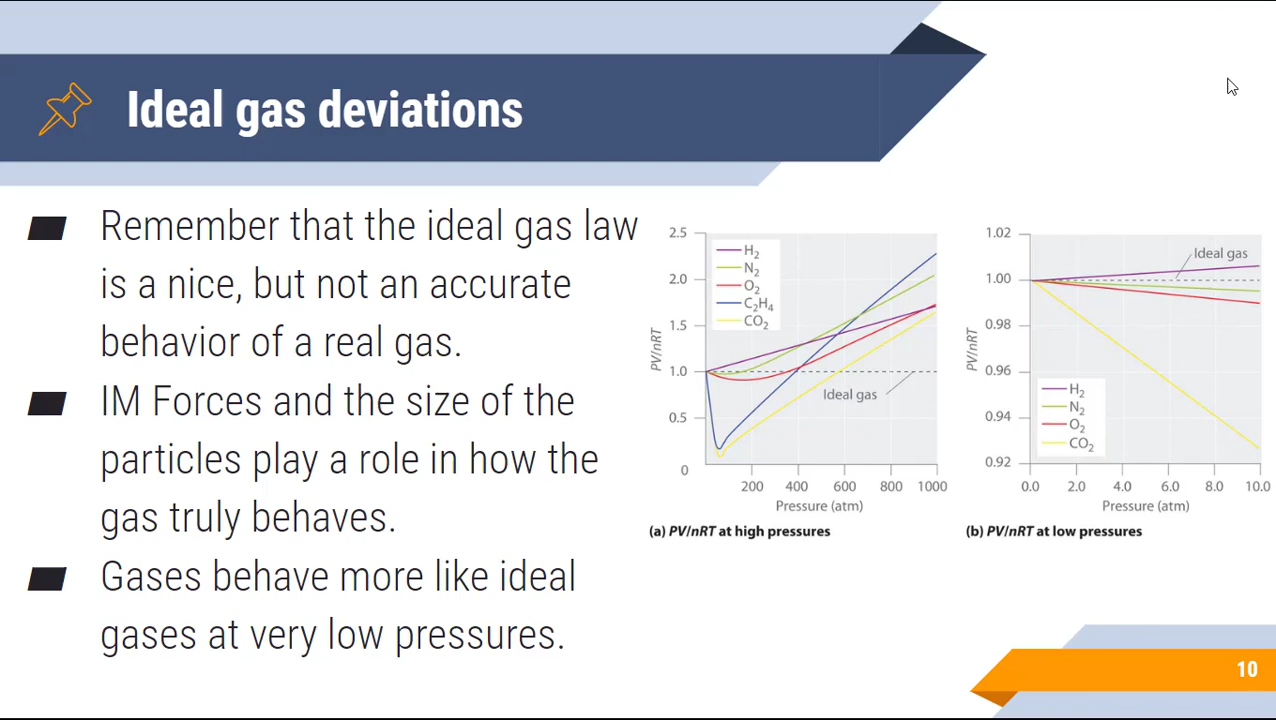 Ideal gas deviations
Remember that the ideal gas law
is a nice, but not an accurate
behavior of a real gas.
IM Forces and the size of the
particles play a role in how the
gas truly behaves.
Gases behave more like ideal
gases at very low pressures.
2.5
2.0
1.5
1.0
0.5
0
PV/nRT
H₂
N₂
O₂
C₂H₄
CO₂
Ideal gas
200 400 600 800 1000
Pressure (atm)
(a) PV/nRT at high pressures
1.02
1.00
0.98
0.96
0.94
0.92
PV/nRT
Ideal gas
H₂
N₂
O₂
CO₂
0.0 2.0 4.0 6.0 8.0 10.0
Pressure (atm)
(b) PV/nRT at low pressures
10